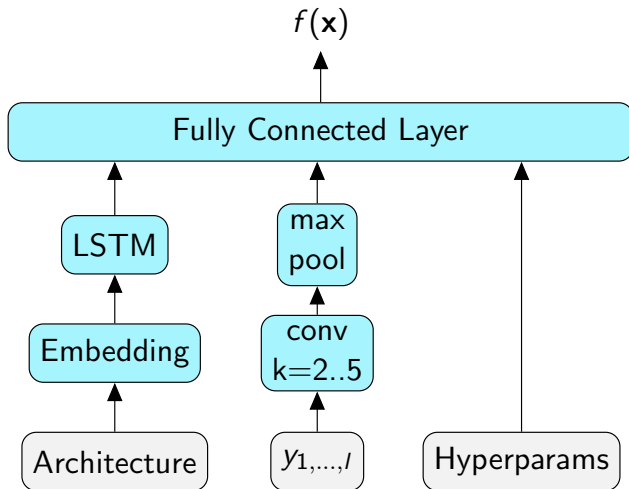 f(x)
Fully Connected Layer
LSTM
max
pool
Embedding
conv
k=2..5
Architecture
y1,...,l
Hyperparams